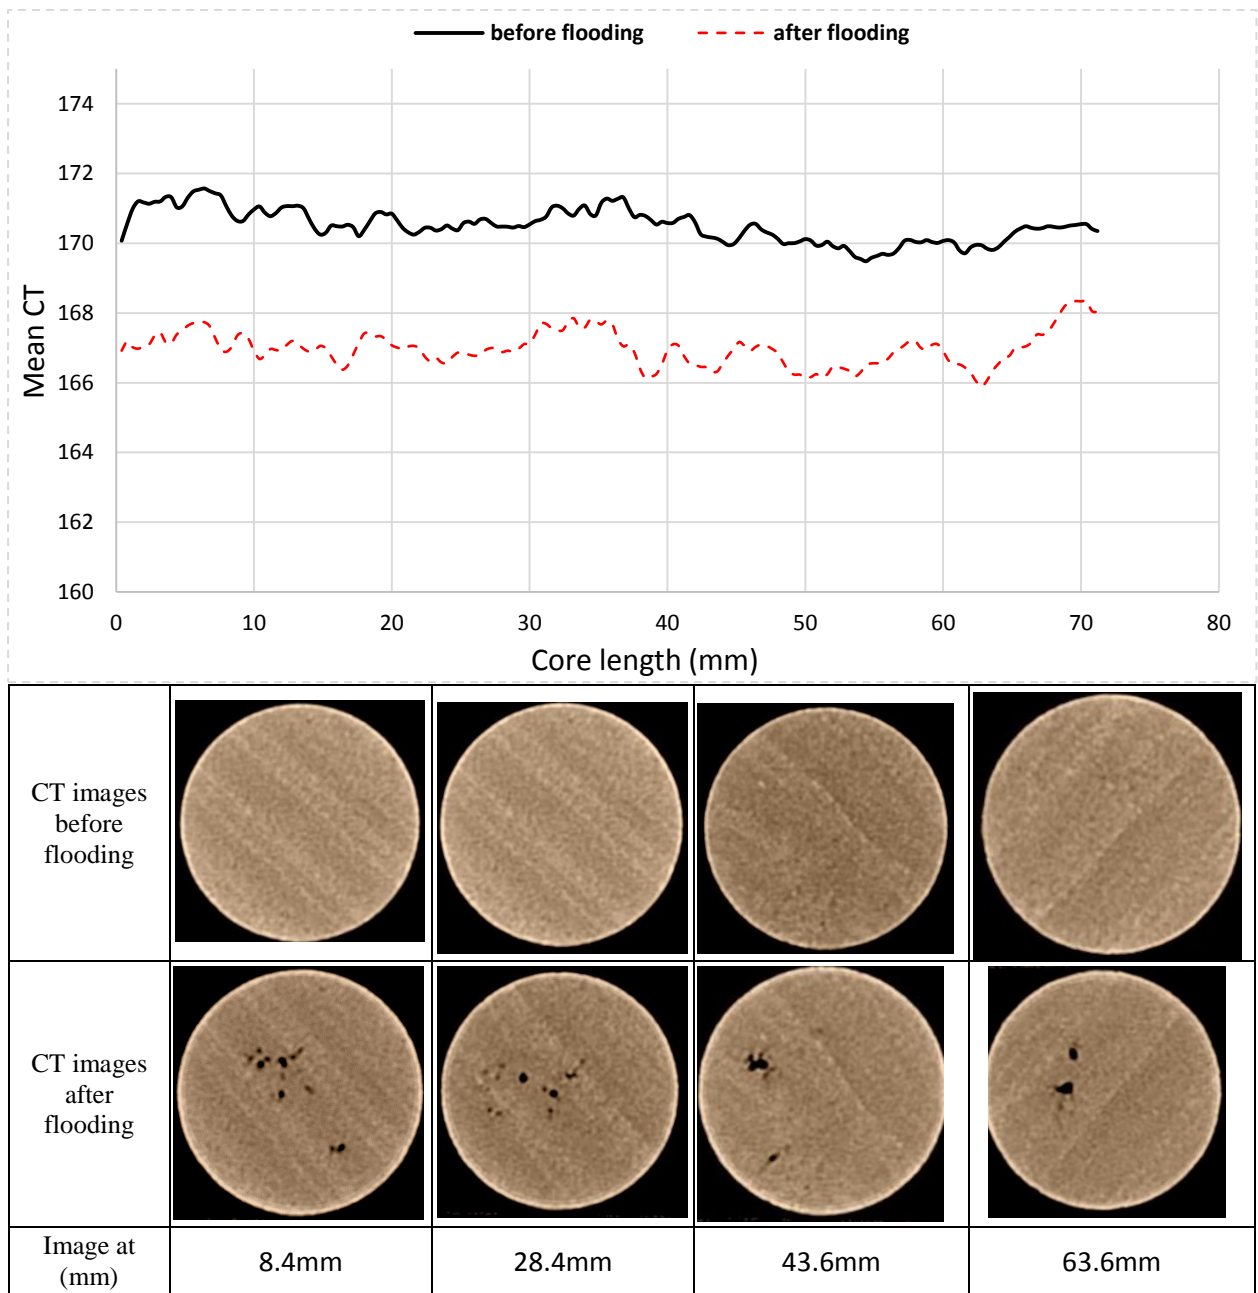 before flooding after flooding
174
172
170
168
166
164
162
160
Mean CT
0 10 20 30 40 50 60 70 80
Core length (mm)
CT images
before
flooding
CT images
after
flooding
Image at
(mm)
8.4mm 28.4mm 43.6mm 63.6mm